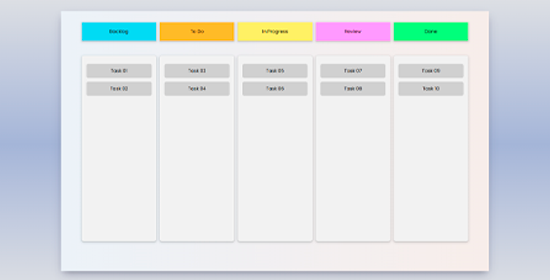 Backlog
To Do
In Progress
Review
Done
Task 01
Task 02
Task 03
Task 04
Task 05
Task 06
Task 07
Task 08
Task 09
Task 10